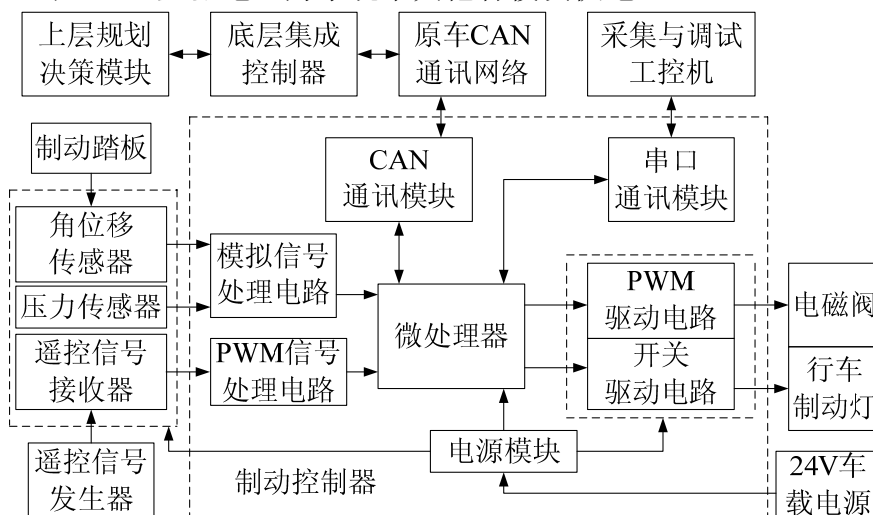 上层规划
决策模块
底层集成
控制器
原车CAN
通讯网络
采集与调试
工控机
制动踏板
CAN
通讯模块
串口
通讯模块
角位移
传感器
模拟信号
处理电路
压力传感器
微处理器
PWM
驱动电路
电磁阀
遥控信号
接收器
PWM信号
处理电路
开关
驱动电路
行车
制动灯
遥控信号
发生器
制动控制器
电源模块
24V车
载电源